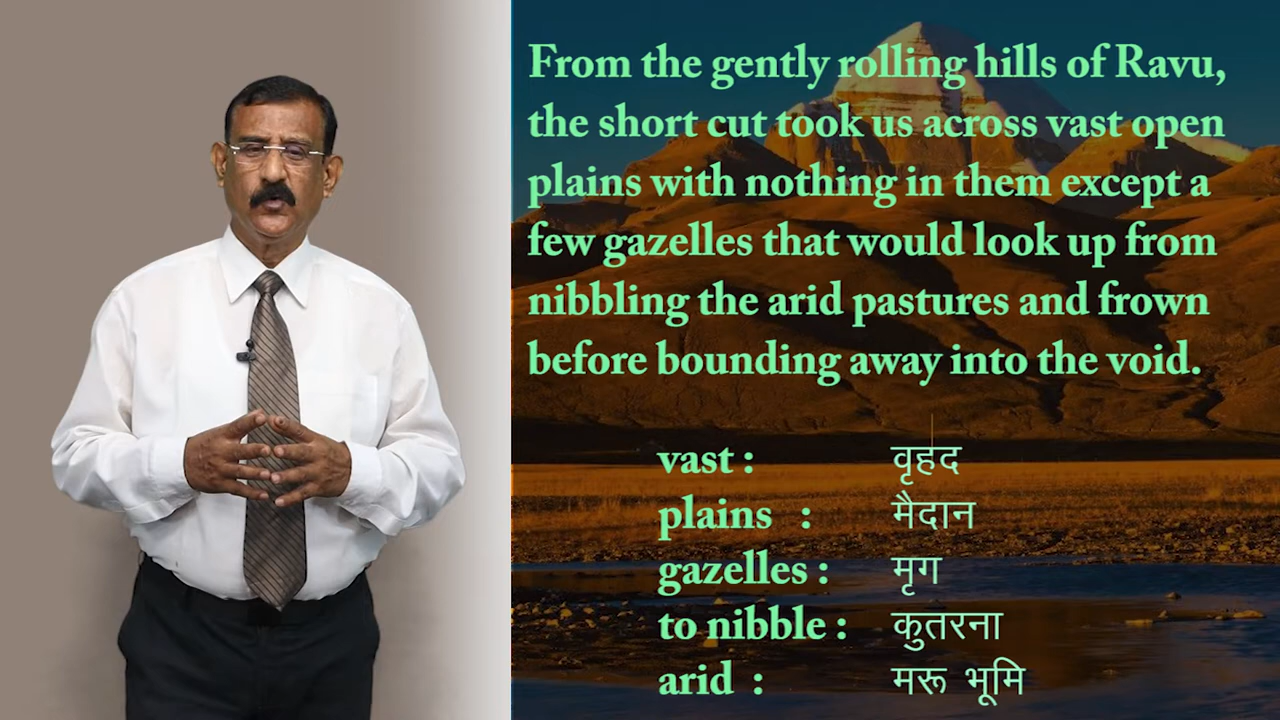 From the gently rolling hills of Ravu,
the short cut took us across vast open
plains with nothing in them except a
few gazelles that would look up from
nibbling the arid pastures and frown
before bounding away into the void.
vast : वृहद
plains : मैदान
gazelles : मृग
to nibble : कुतरना
arid : मरू भूमि